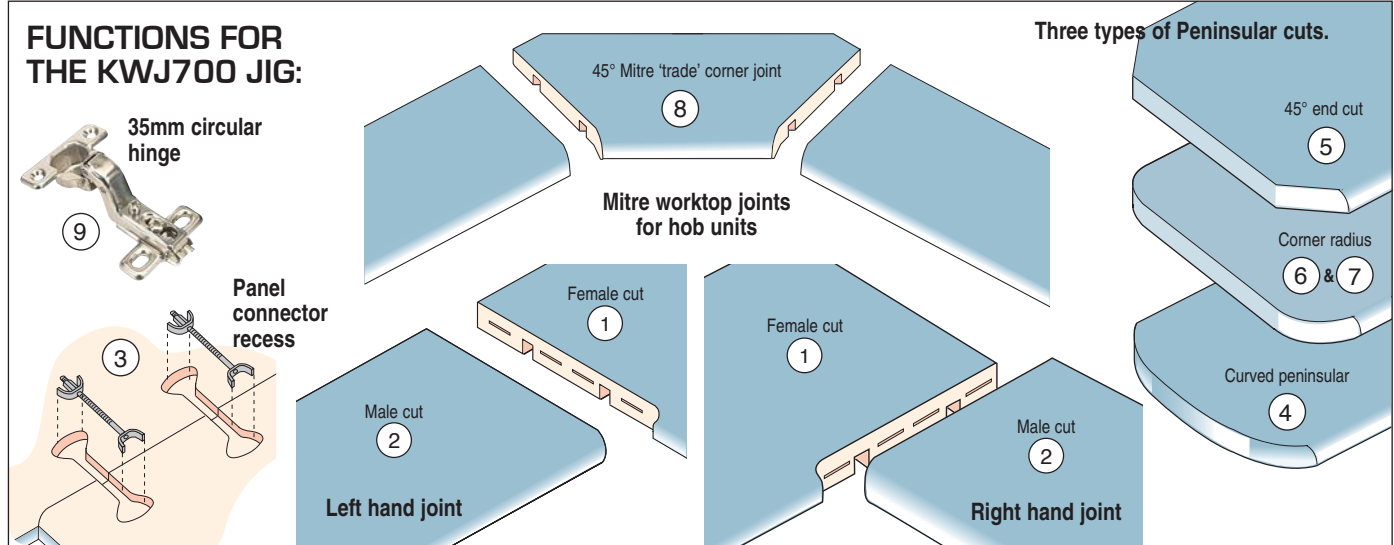 FUNCTIONS FOR
THE KWJ700 JIG:
35mm circular
hinge
9
Panel
connector
recess
3
45° Mitre ‘trade’ corner joint
8
Mitre worktop joints
for hob units
Female cut
1
Male cut
2
Left hand joint
Female cut
1
Male cut
2
Right hand joint
Three types of Peninsular cuts.
45° end cut
5
Corner radius
6 & 7
Curved peninsular
4